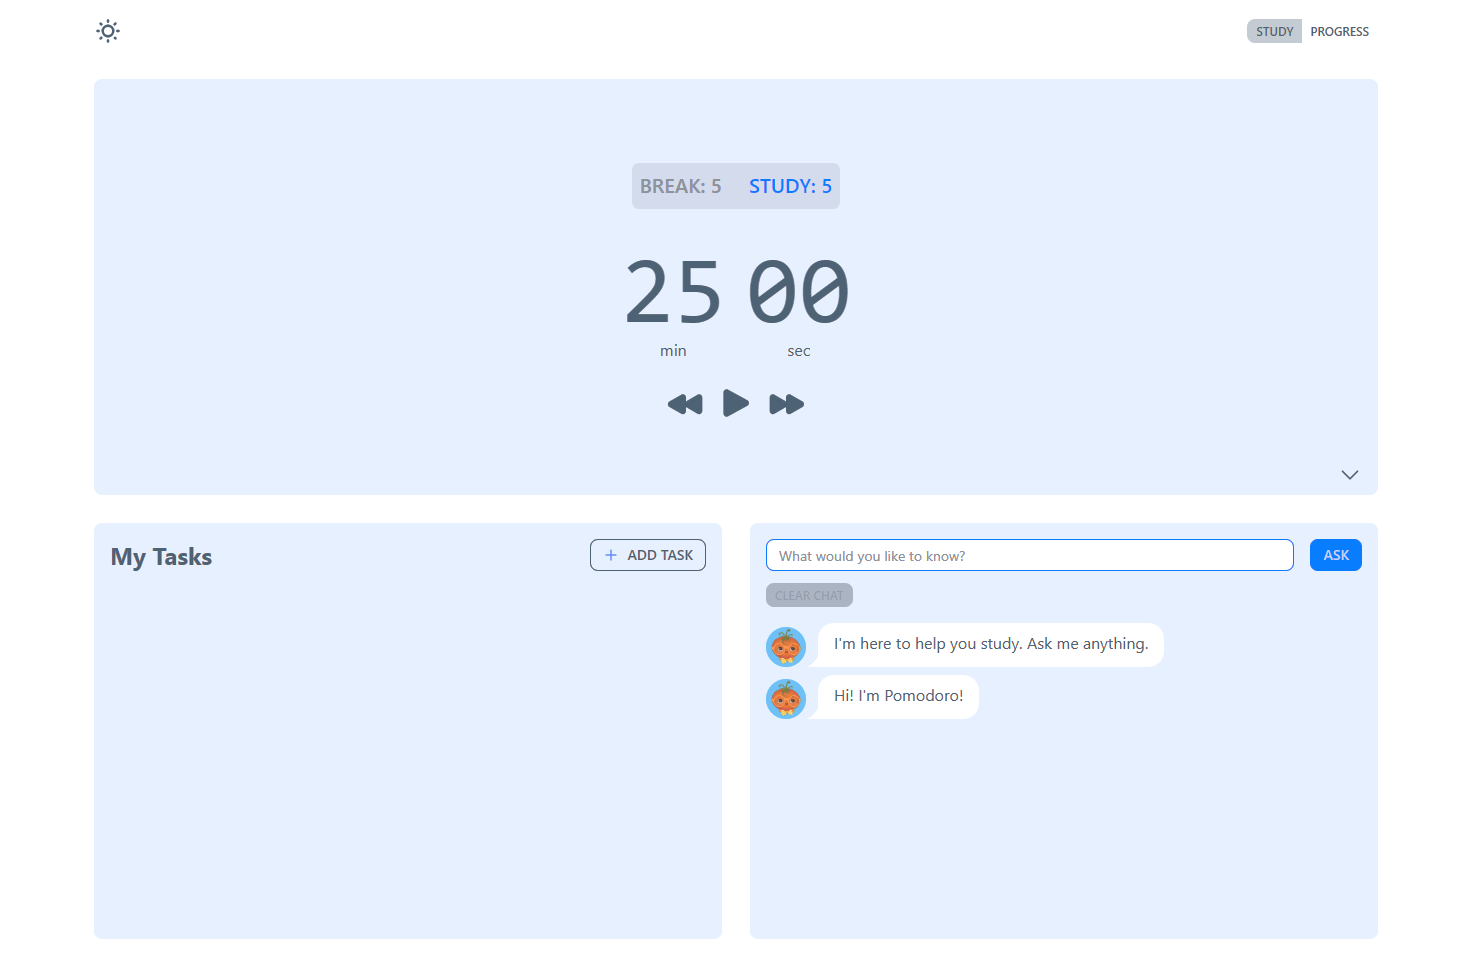 STUDY PROGRESS
BREAK: 5 STUDY: 5
25 00
min sec
My Tasks
ADD TASK
What would you like to know?
ASK
CLEAR CHAT
I'm here to help you study. Ask me anything.
Hi! I'm Pomodoro!